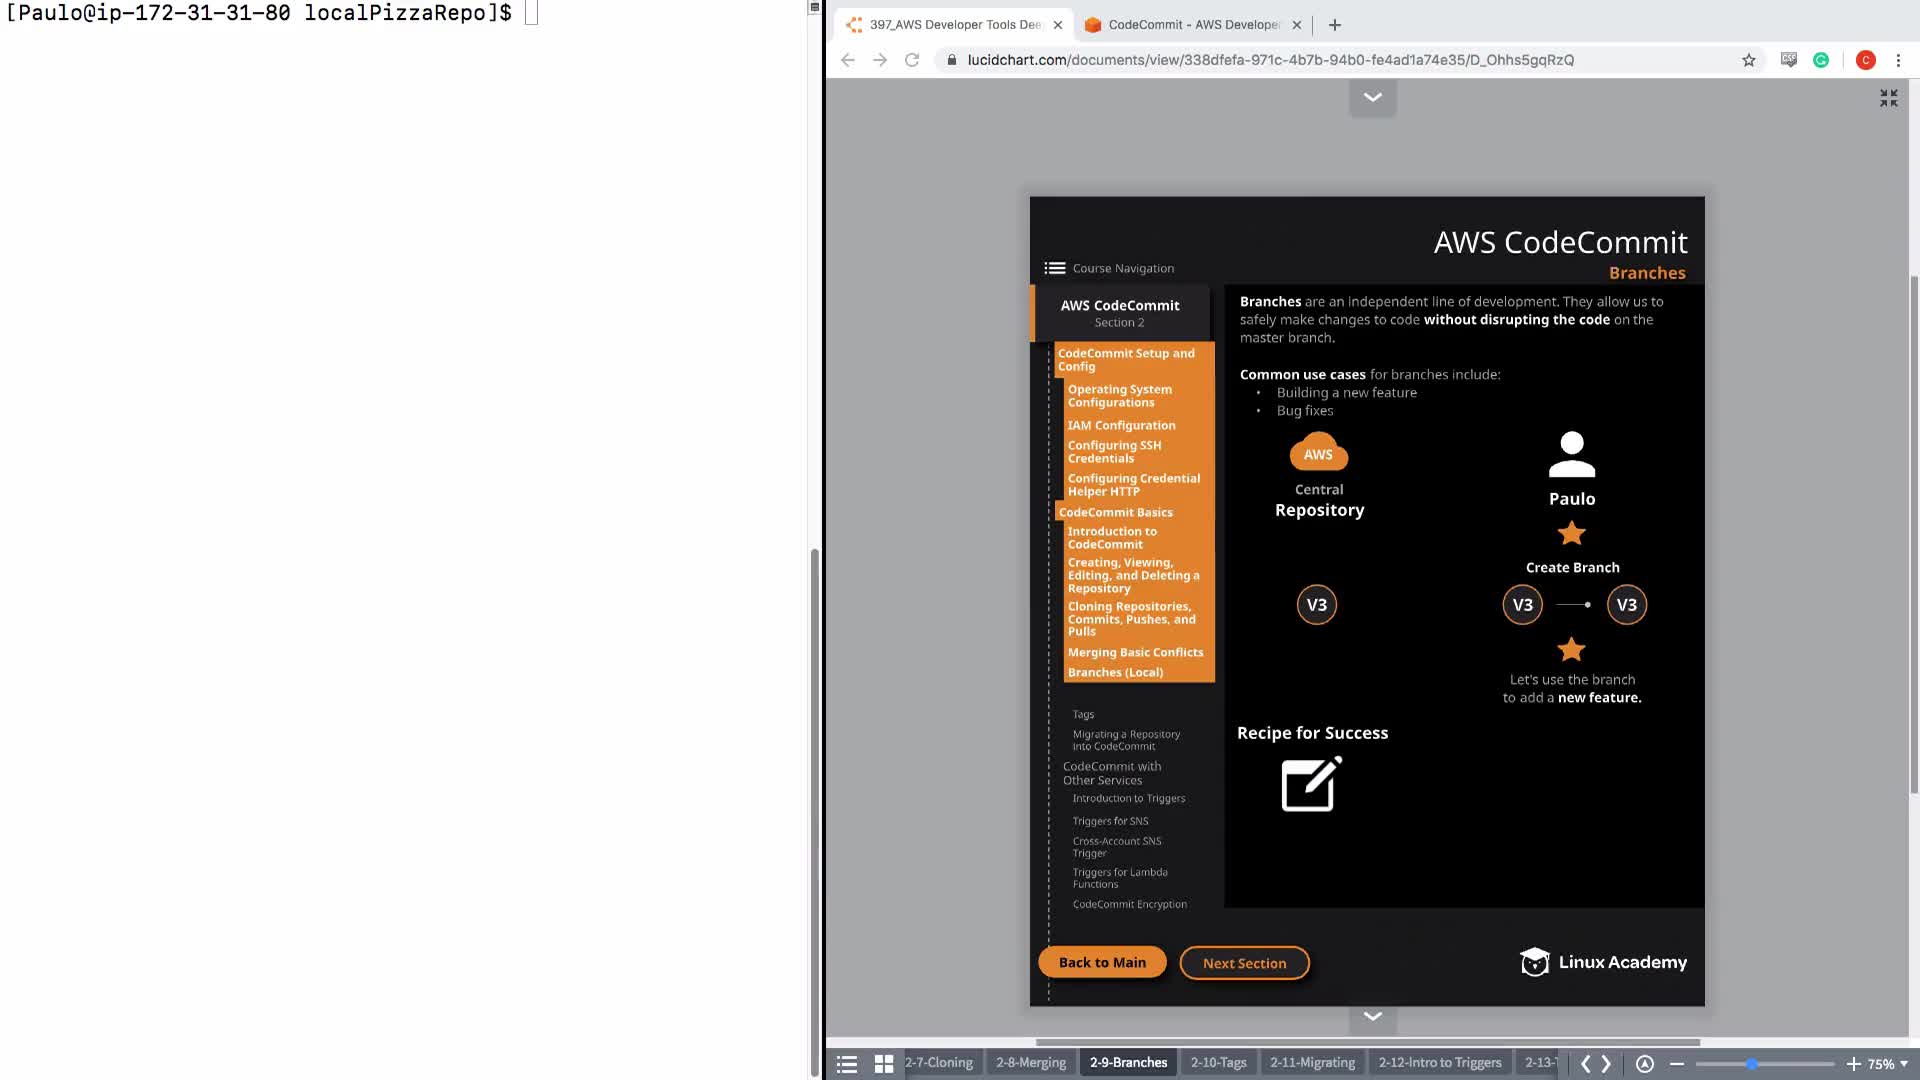 [Paulo@ip-172-31-31-80 localPizzaRepo]$
397_AWS Developer Tools Dee
CodeCommit - AWS Developer
lucidchart.com/documents/view/338dfefa-971c-4b7b-94b0-fe4ad1a74e35/D_Ohhs5gqRzQ
C
AWS CodeCommit
Branches
Course Navigation
AWS CodeCommit
Section 2
CodeCommit Setup and
Config
Operating System
Configurations
IAM Configuration
Configuring SSH
Credentials
Configuring Credential
Helper HTTP
CodeCommit Basics
Introduction to
CodeCommit
Creating, Viewing,
Editing, and Deleting a
Repository
Cloning Repositories,
Commits, Pushes, and
Pulls
Merging Basic Conflicts
Branches (Local)
Tags
Migrating a Repository
into CodeCommit
CodeCommit with
Other Services
Introduction to Triggers
Triggers for SNS
Cross-Account SNS
Trigger
Triggers for Lambda
Functions
CodeCommit Encryption
Branches are an independent line of development. They allow us to
safely make changes to code without disrupting the code on the
master branch.
Common use cases for branches include:
• Building a new feature
• Bug fixes
AWS
Central
Repository
Paulo
Create Branch
V3
V3
V3
Let's use the branch
to add a new feature.
Recipe for Success
Back to Main
Next Section
Linux Academy
2-7-Cloning
2-8-Merging
2-9-Branches
2-10-Tags
2-11-Migrating
2-12-Intro to Triggers
2-13-T
75%